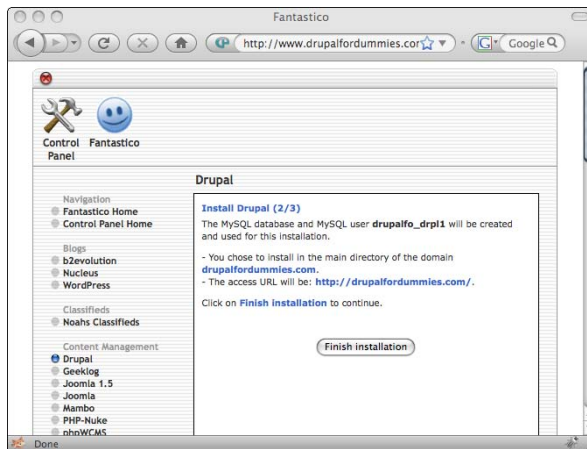 Fantastico
http://www.drupalfordummies.cor
Google
Control Panel
Fantastico
Drupal
Navigation
Fantastico Home
Control Panel Home
Blogs
b2evolution
Nucleus
WordPress
Classifieds
Noahs Classifieds
Content Management
Drupal
Geeklog
Joomla 1.5
Joomla
Mambo
PHP-Nuke
phpWCMS
Install Drupal (2/3)
The MySQL database and MySQL user drupalfo_drpl1 will be created
and used for this installation.
- You chose to install in the main directory of the domain
drupalfordummies.com.
- The access URL will be: http://drupalfordummies.com/.
Click on Finish installation to continue.
Finish installation
Done